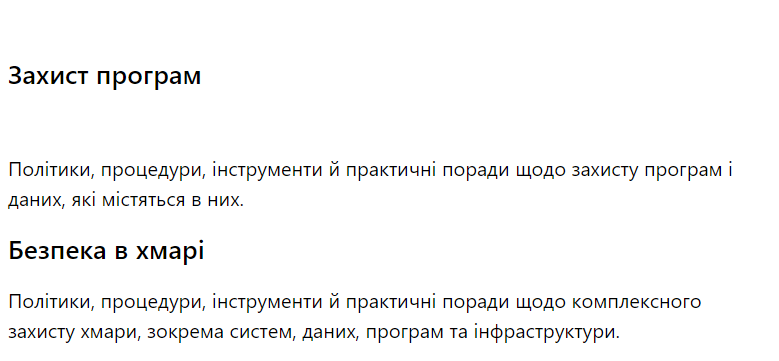 Захист програм
Політики, процедури, інструменти й практичні поради щодо захисту програм і
даних, які містяться в них.
Безпека в хмарі
Політики, процедури, інструменти й практичні поради щодо комплексного
захисту хмари, зокрема систем, даних, програм та інфраструктури.